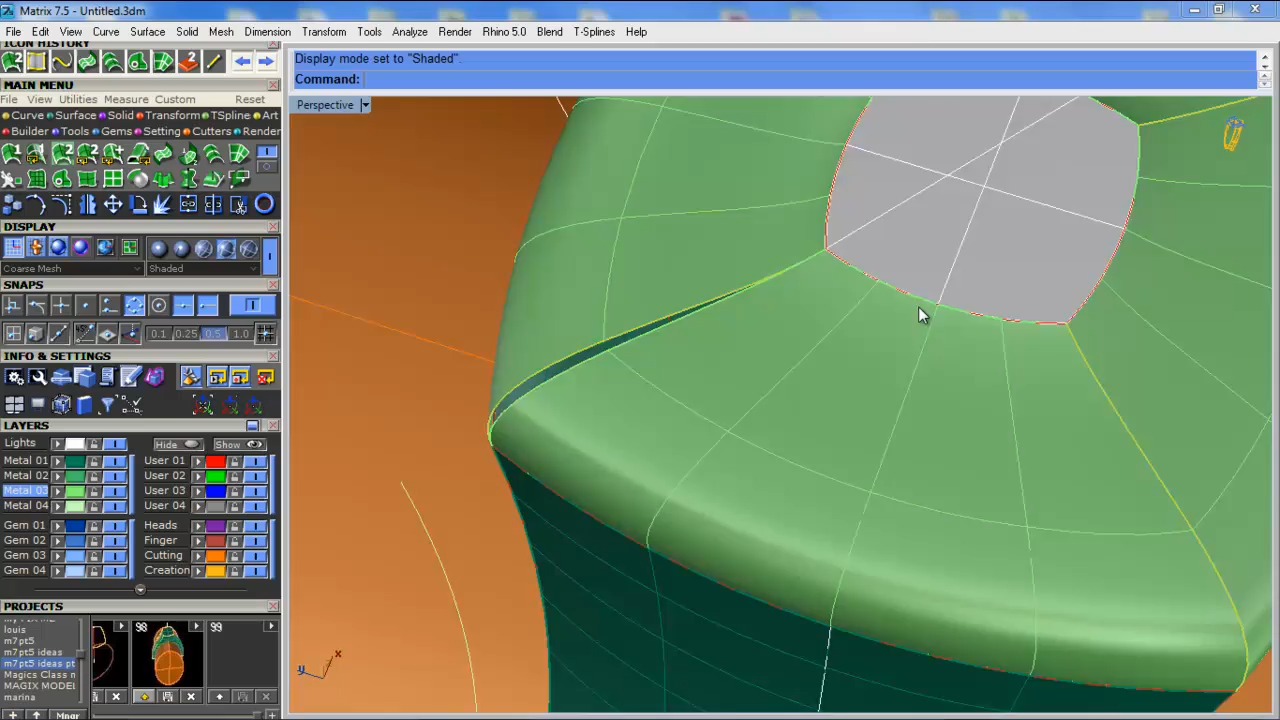 Matrix 7.5 - Untitled.3dm
File Edit View Curve Surface Solid Mesh Dimension Transform Tools Analyze Render Rhino 5.0 Blend T-Splines Help
ICON HISTORY
Display mode set to "Shaded".
Command:
MAIN MENU
File View Utilities Measure Custom Reset
Curve Surface Solid Transform TSpline Art
Builder Tools Gems Setting Cutters Render
Perspective
DISPLAY
Coarse Mesh Shaded
SNAPS
0.1 0.25 0.5 1.0
INFO & SETTINGS
LAYERS
Lights Hide Show
Metal 01 User 01
Metal 02 User 02
Metal 03 User 03
Metal 04 User 04
Gem 01 Heads
Gem 02 Finger
Gem 03 Cutting
Gem 04 Creation
PROJECTS
louis
m7pt5
m7pt5 ideas
m7pt5 ideas pt
Magics Class n
MAGIX MODEL
marina
98 99
Mngr
y x